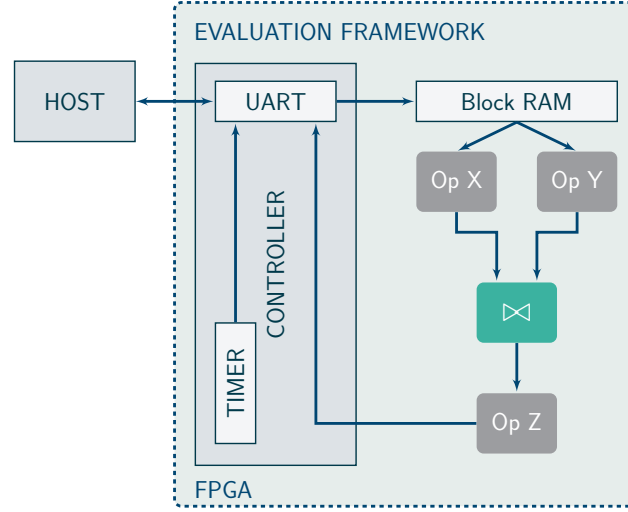 EVALUATION FRAMEWORK
HOST
UART
Block RAM
Op X
Op Y
CONTROLLER
⋈
TIMER
Op Z
FPGA